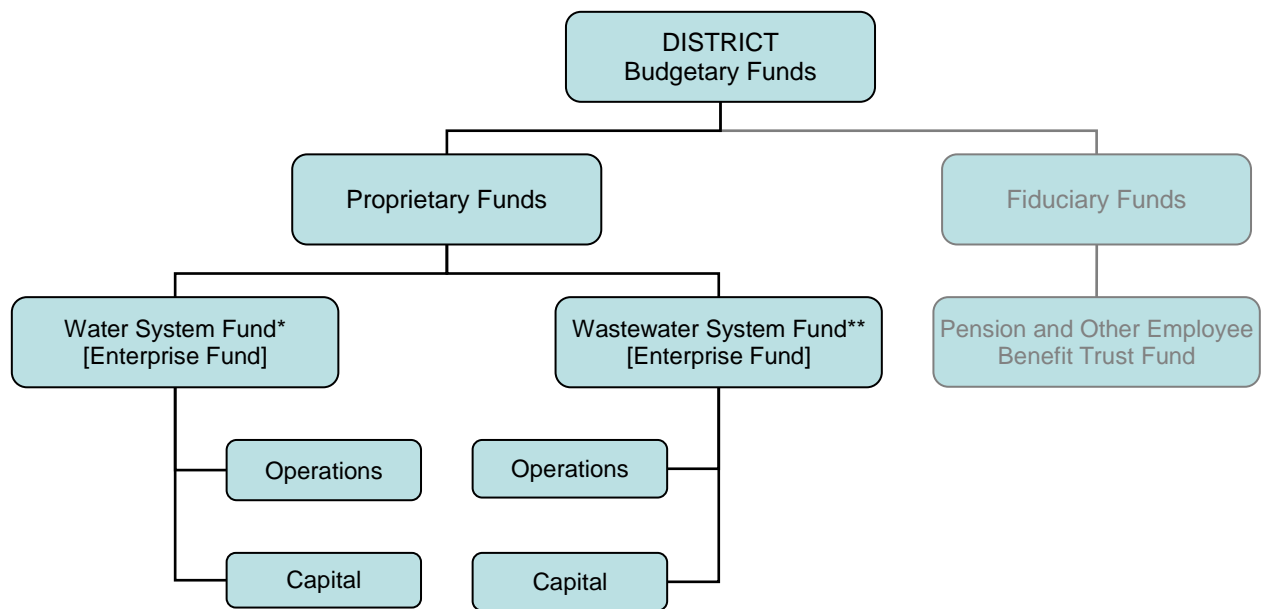 DISTRICT
Budgetary Funds
Proprietary Funds
Fiduciary Funds
Water System Fund*
[Enterprise Fund]
Wastewater System Fund**
[Enterprise Fund]
Pension and Other Employee
Benefit Trust Fund
Operations
Operations
Capital
Capital